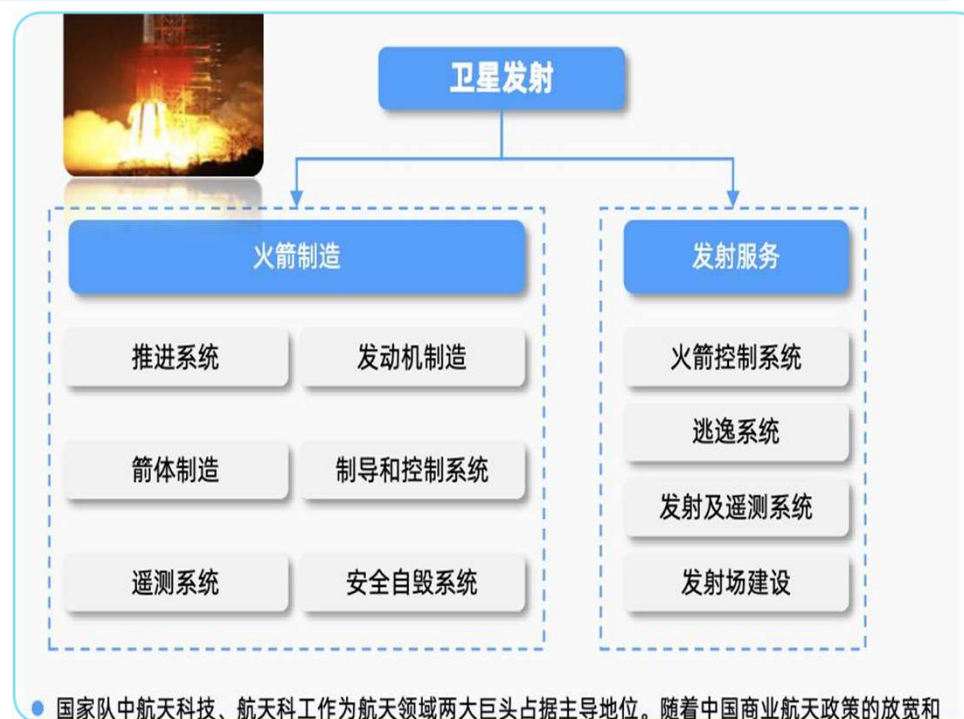 卫星发射
火箭制造
发射服务
推进系统
发动机制造
火箭控制系统
逃逸系统
箭体制造
制导和控制系统
发射及遥测系统
遥测系统
安全自毁系统
发射场建设
国家队中航天科技、航天科工作为航天领域两大巨头占据主导地位。随着中国商业航天政策的放宽和